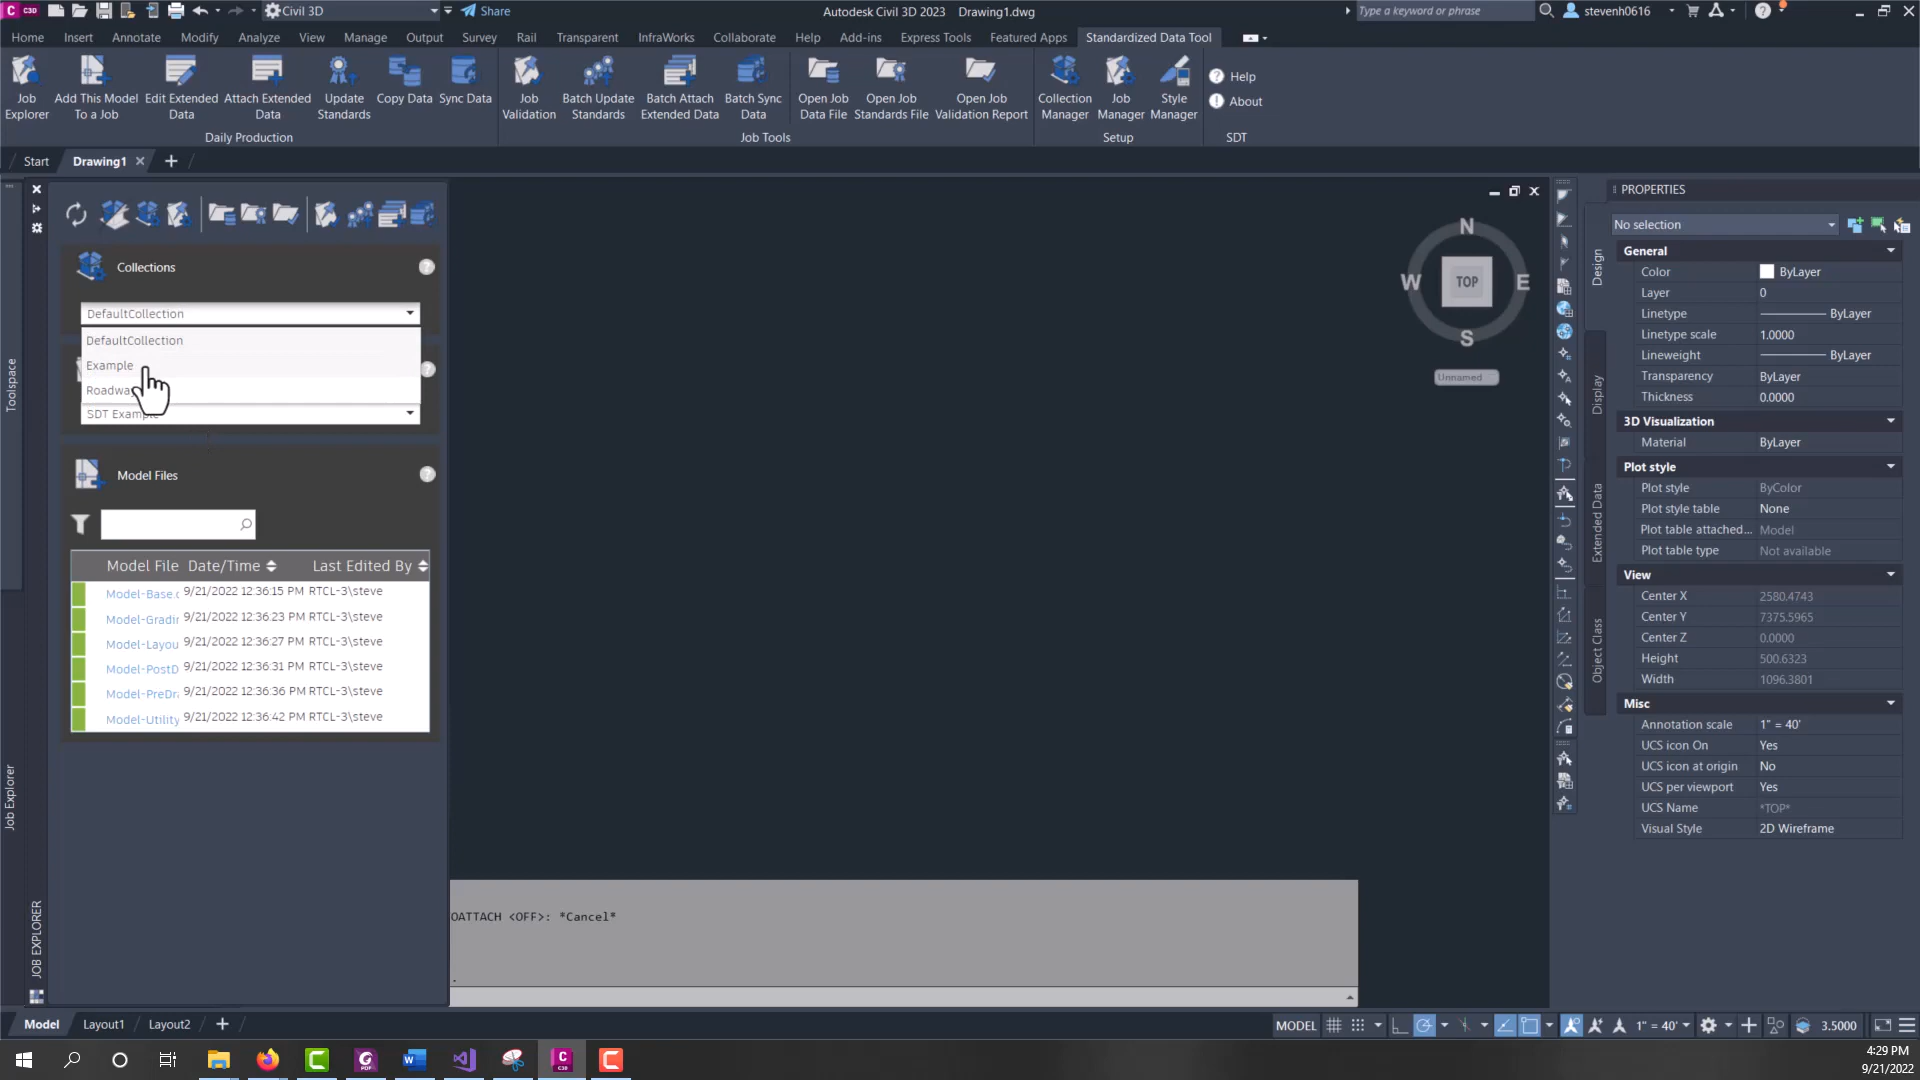 C C3D Civil 3D Share Autodesk Civil 3D 2023 Drawing1.dwg Type a keyword or phrase stevenh0616
Home Insert Annotate Modify Analyze View Manage Output Survey Rail Transparent InfraWorks Collaborate Help Add-ins Express Tools Featured Apps Standardized Data Tool
Job Explorer
Add This Model To a Job
Edit Extended Data
Attach Extended Data
Update Standards
Copy Data
Sync Data
Daily Production
Job Validation
Batch Update Standards
Batch Attach Extended Data
Batch Sync Data
Open Job Data File
Open Job Standards File
Open Job Validation Report
Job Tools
Collection Manager
Job Manager
Style Manager
Setup
Help
About
SDT
Start Drawing1
Toolspace
Job Explorer
JOB EXPLORER
Collections
DefaultCollection
DefaultCollection
Example
Roadwa
SDT Example
Model Files
Model File Date/Time Last Edited By
Model-Base.d 9/21/2022 12:36:15 PM RTCL-3\steve
Model-Gradir 9/21/2022 12:36:23 PM RTCL-3\steve
Model-Layou 9/21/2022 12:36:27 PM RTCL-3\steve
Model-PostD 9/21/2022 12:36:31 PM RTCL-3\steve
Model-PreDra 9/21/2022 12:36:36 PM RTCL-3\steve
Model-Utility 9/21/2022 12:36:42 PM RTCL-3\steve
N
W TOP E
S
Unnamed
OATTACH <OFF>: *Cancel*
PROPERTIES
No selection
Design
Display
Extended Data
Object Class
General
Color ByLayer
Layer 0
Linetype ByLayer
Linetype scale 1.0000
Lineweight ByLayer
Transparency ByLayer
Thickness 0.0000
3D Visualization
Material ByLayer
Plot style
Plot style ByColor
Plot style table None
Plot table attached... Model
Plot table type Not available
View
Center X 2580.4743
Center Y 7375.5965
Center Z 0.0000
Height 500.6323
Width 1096.3801
Misc
Annotation scale 1" = 40'
UCS icon On Yes
UCS icon at origin No
UCS per viewport Yes
UCS Name *TOP*
Visual Style 2D Wireframe
Model Layout1 Layout2
MODEL 1" = 40' 3.5000
4:29 PM
9/21/2022